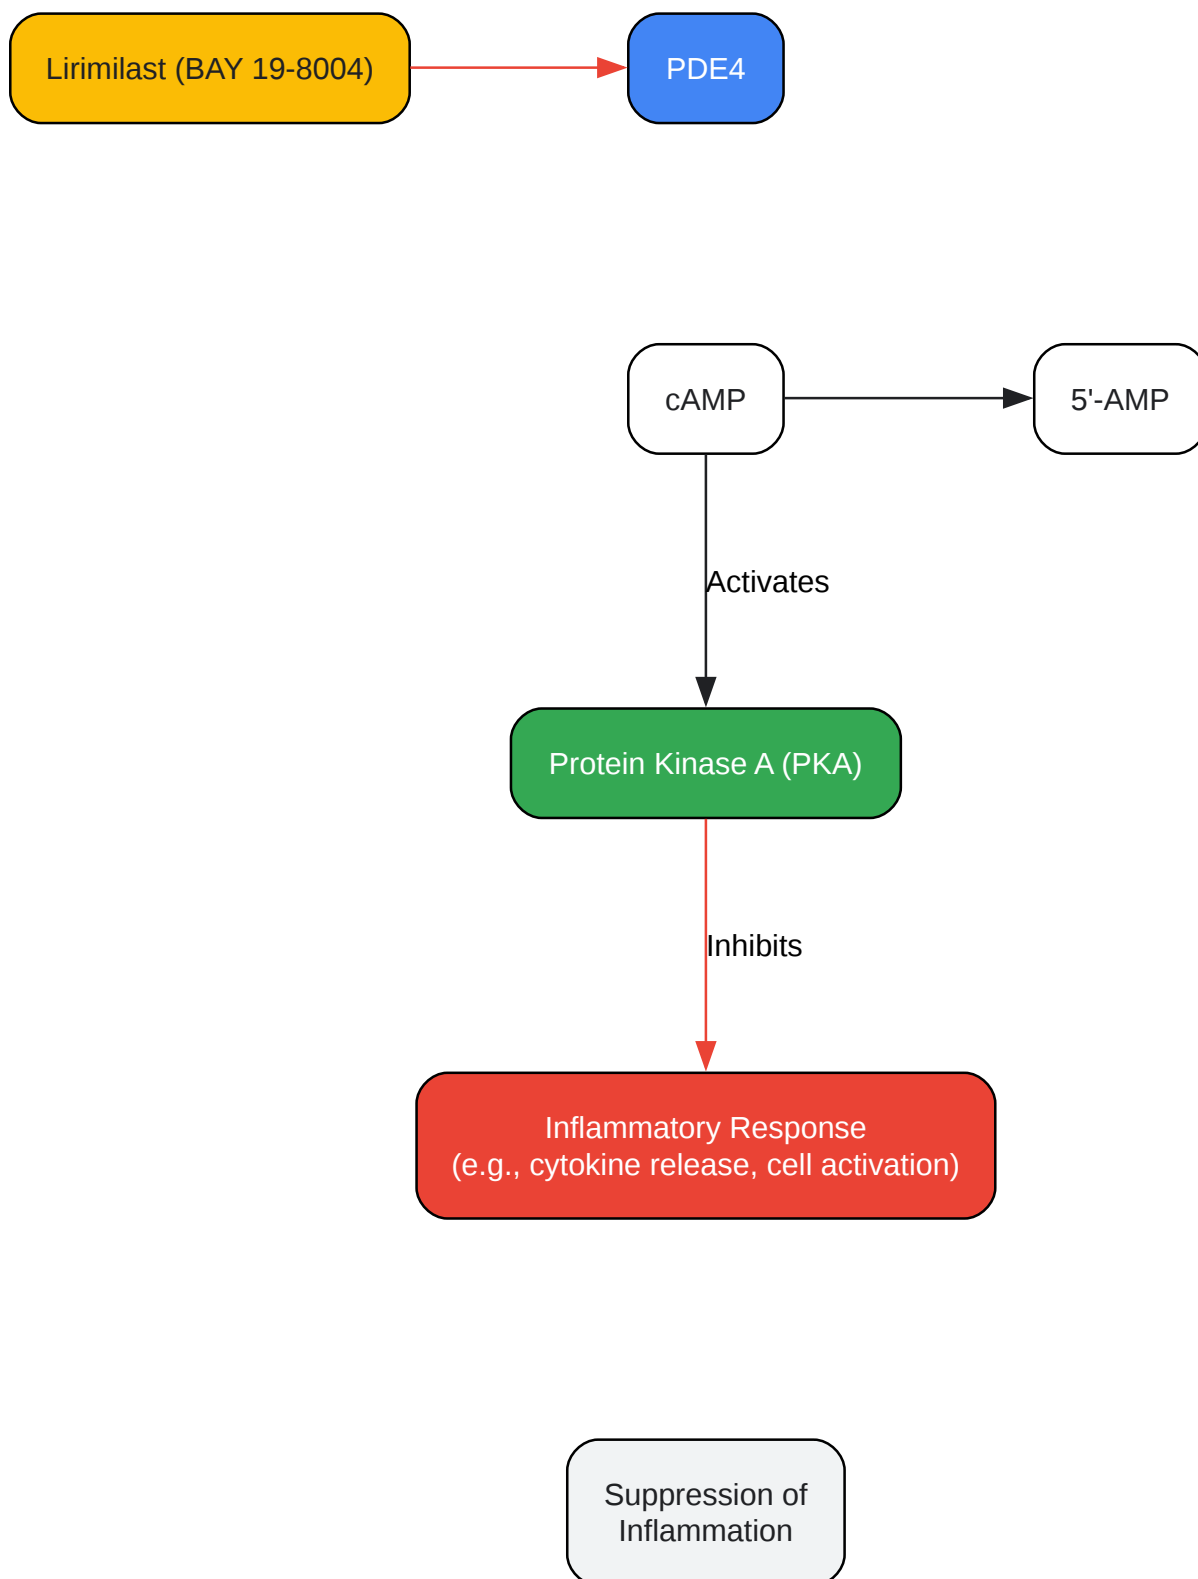 Lirimilast (BAY 19-8004)
PDE4
cAMP
5'-AMP
Activates
Protein Kinase A (PKA)
Inhibits
Inflammatory Response
(e.g., cytokine release, cell activation)
Suppression of
Inflammation